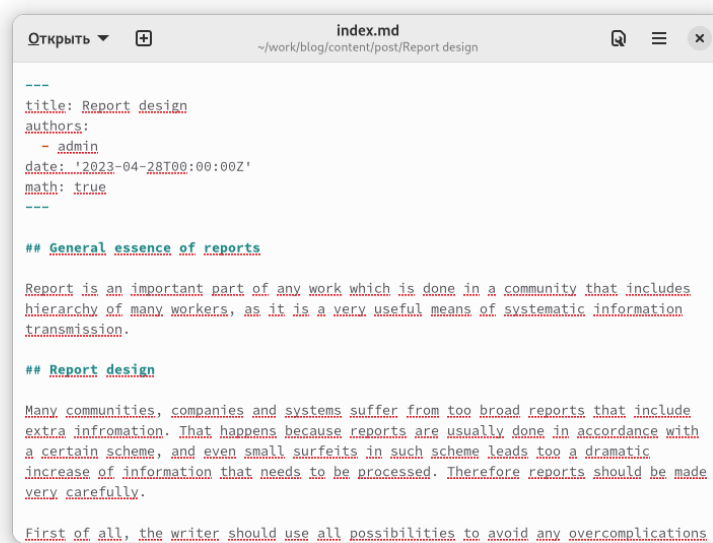 Открыть
index.md
~/work/blog/content/post/Report design
---
title: Report design
authors:
  - admin
date: '2023-04-28T00:00:00Z'
math: true
---
## General essence of reports
Report is an important part of any work which is done in a community that includes
hierarchy of many workers, as it is a very useful means of systematic information
transmission.
## Report design
Many communities, companies and systems suffer from too broad reports that include
extra infromation. That happens because reports are usually done in accordance with
a certain scheme, and even small surfeits in such scheme leads too a dramatic
increase of information that needs to be processed. Therefore reports should be made
very carefully.
First of all, the writer should use all possibilities to avoid any overcomplications